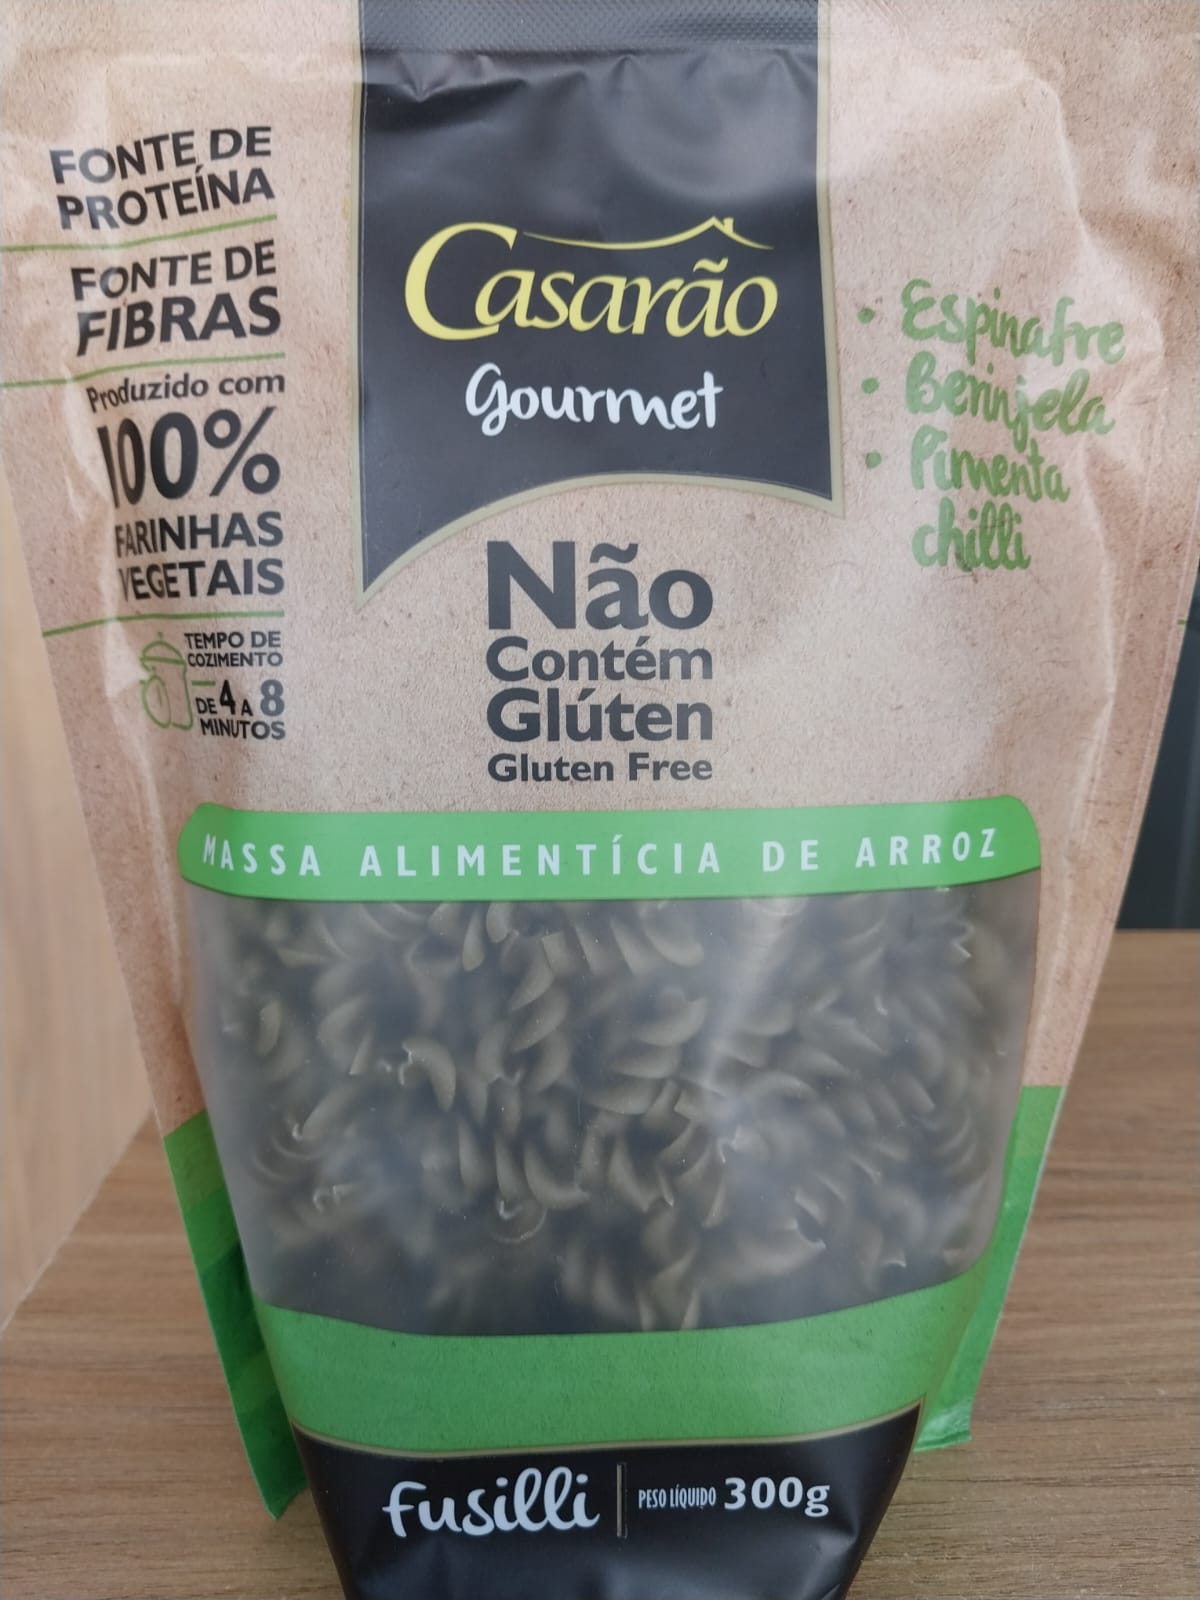 FONTE DE
PROTEÍNA
FONTE DE
FIBRAS
Produzido com
100%
FARINHAS
VEGETAIS
TEMPO DE
COZIMENTO
DE 4 A 8
MINUTOS
Casarão
Gourmet
• Espinafre
• Berinjela
• Pimenta
chilli
Não
Contém
Glúten
Gluten Free
MASSA ALIMENTÍCIA DE ARROZ
fusilli | PESO LÍQUIDO 300g